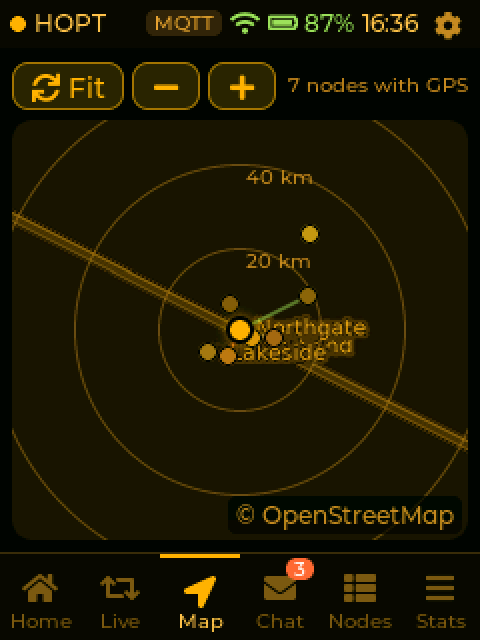 HOPT MQTT 87% 16:36
Fit 7 nodes with GPS
40 km
20 km
Northgate
Lakeside
© OpenStreetMap
3
Home Live Map Chat Nodes Stats